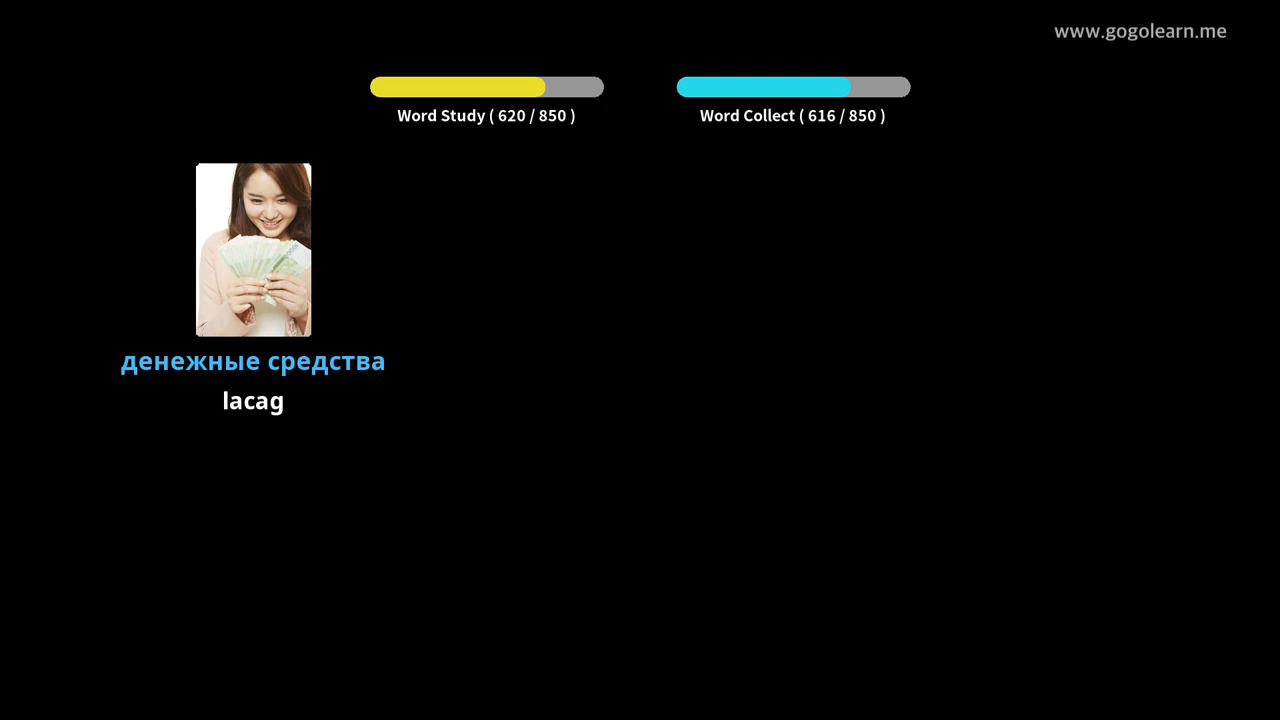 www.gogolearn.me
Word Study ( 620 / 850 )
Word Collect ( 616 / 850 )
денежные средства
lacag